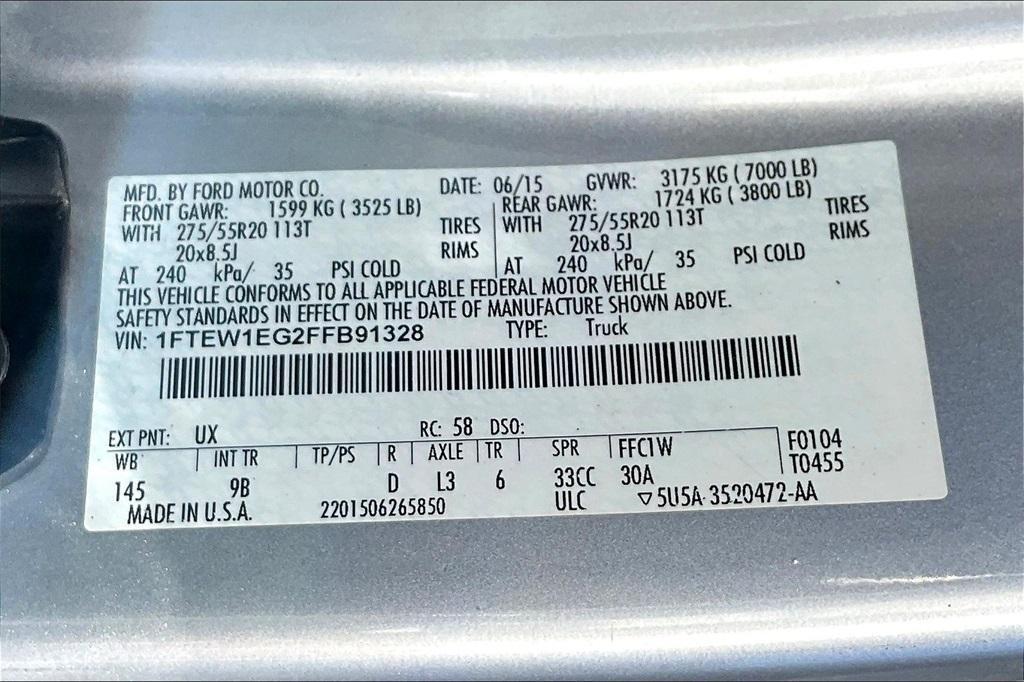 MFD. BY FORD MOTOR CO. DATE: 06/15 GVWR: 3175 KG ( 7000 LB)
FRONT GAWR: 1599 KG ( 3525 LB) REAR GAWR: 1724 KG ( 3800 LB)
WITH 275/55R20 113T TIRES WITH 275/55R20 113T TIRES
20x8.5J RIMS 20x8.5J RIMS
AT 240 kPa/ 35 PSI COLD AT 240 kPa/ 35 PSI COLD
THIS VEHICLE CONFORMS TO ALL APPLICABLE FEDERAL MOTOR VEHICLE
SAFETY STANDARDS IN EFFECT ON THE DATE OF MANUFACTURE SHOWN ABOVE.
VIN: 1FTEW1EG2FFB91328 TYPE: Truck
EXT PNT: UX RC: 58 DSO:
WB INT TR TP/PS R AXLE TR SPR FFC1W F0104
145 9B D L3 6 33CC 30A T0455
MADE IN U.S.A. 2201506265850 ULC ▽5U5A-3520472-AA